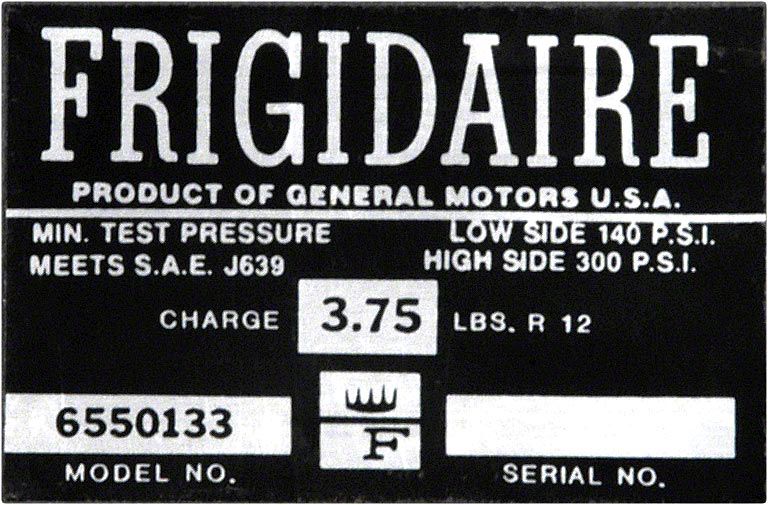 FRIGIDAIRE
PRODUCT OF GENERAL MOTORS U.S.A.
MIN. TEST PRESSURE LOW SIDE 140 P.S.I.
MEETS S.A.E. J639 HIGH SIDE 300 P.S.I.
CHARGE 3.75 LBS. R 12
6550133
F
MODEL NO. SERIAL NO.